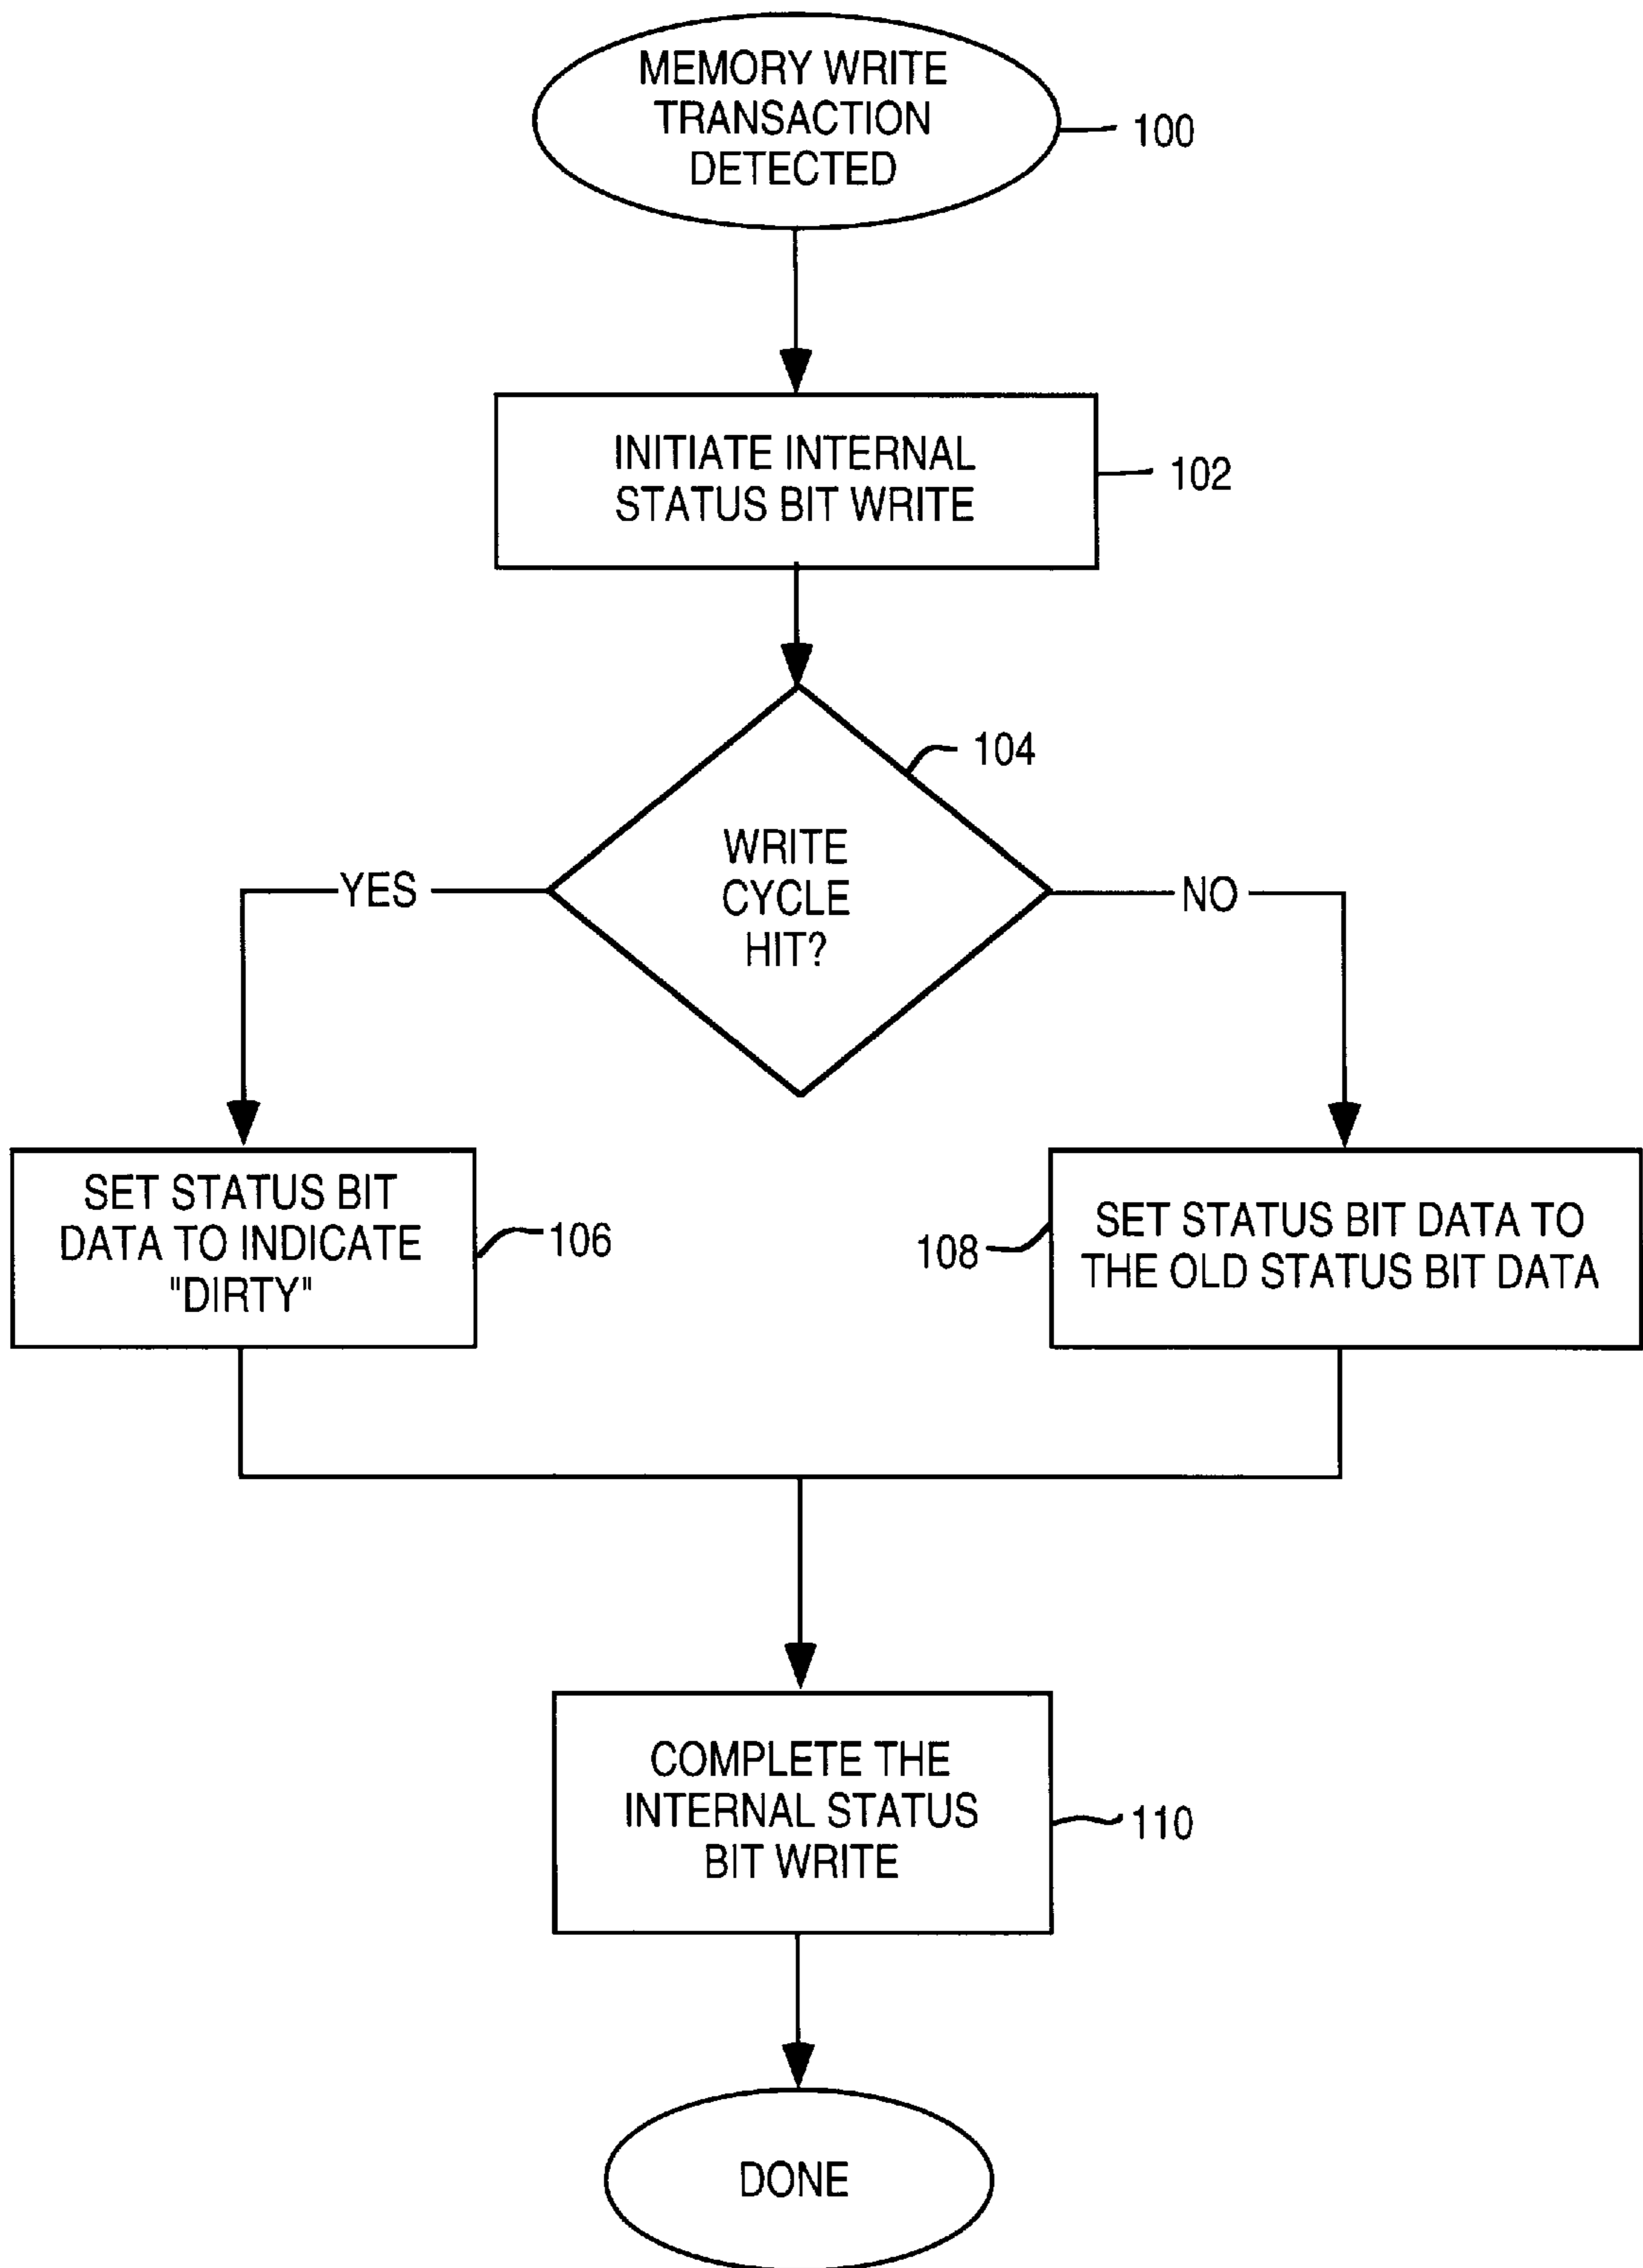 MEMORY WRITE
TRANSACTION
DETECTED
100
INITIATE INTERNAL
STATUS BIT WRITE
102
104
WRITE
CYCLE
HIT?
YES
NO
SET STATUS BIT
DATA TO INDICATE
"DIRTY"
106
108
SET STATUS BIT DATA TO
THE OLD STATUS BIT DATA
COMPLETE THE
INTERNAL STATUS
BIT WRITE
110
DONE